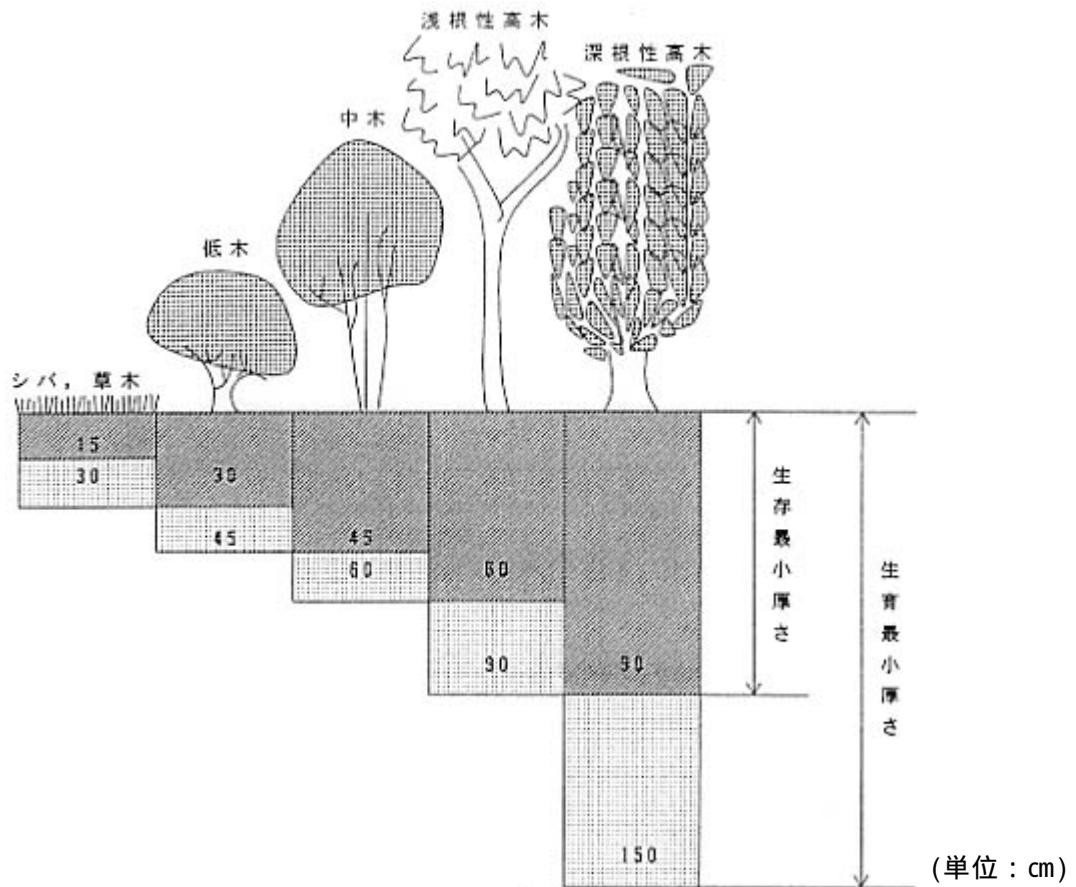 浅根性高木
深根性高木
中木
低木
シバ，草木
15
30
30
45
45
60
60
90
90
150
生存最小厚さ
生育最小厚さ
(単位：㎝)